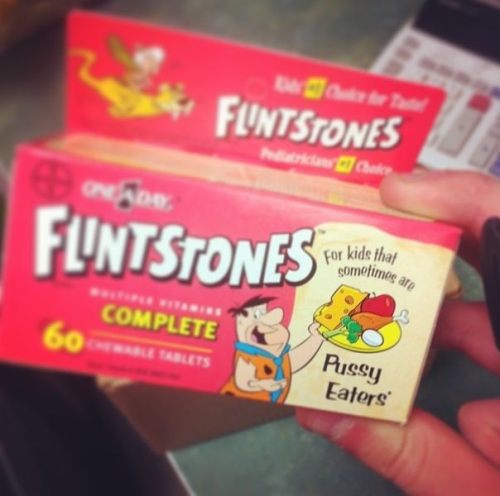 Kids' #1 Choice for Taste!
FLINTSTONES
Pediatricians' #1 Choice
ONE A DAY
FLINTSTONES™
For kids that
sometimes are
MULTIPLE VITAMINS
COMPLETE
60 CHEWABLE TABLETS
Pussy
Eaters'